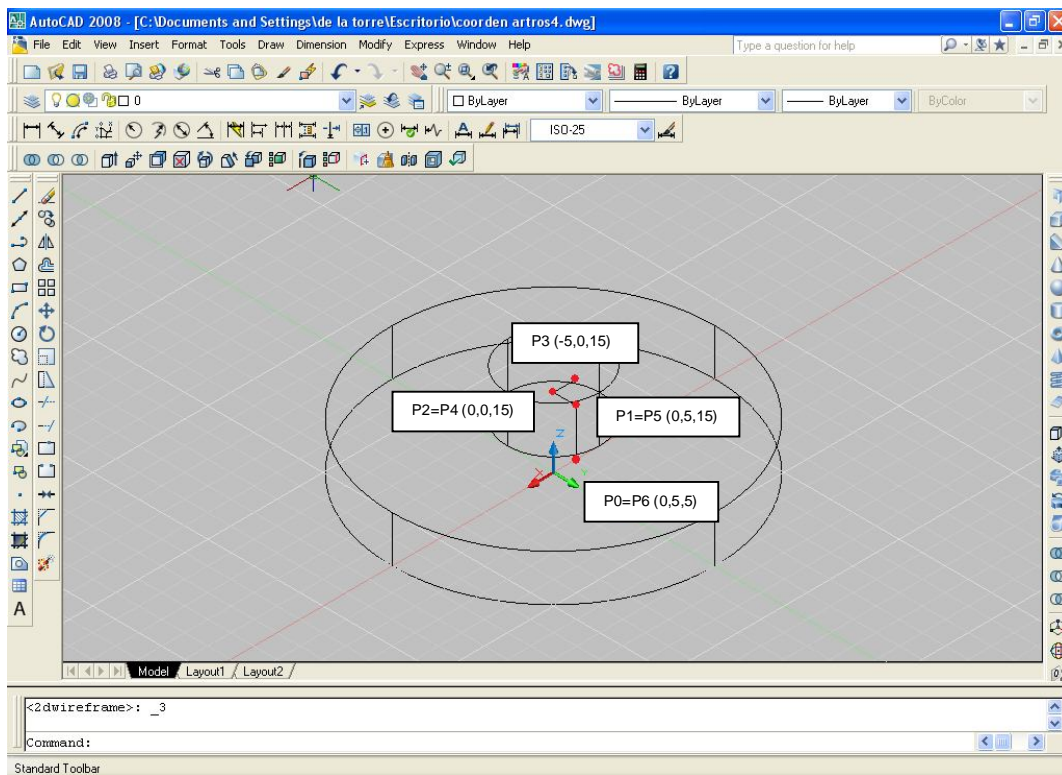 AutoCAD 2008 - [C:\Documents and Settings\de la torre\Escritorio\coorden artros4.dwg]
File Edit View Insert Format Tools Draw Dimension Modify Express Window Help
Type a question for help
0
ByLayer
ByLayer
ByLayer
ByColor
ISO-25
P3 (-5,0,15)
P2=P4 (0,0,15)
P1=P5 (0,5,15)
Z
X
Y
P0=P6 (0,5,5)
A
Model Layout1 Layout2
<2dwireframe>: _3
Command:
Standard Toolbar